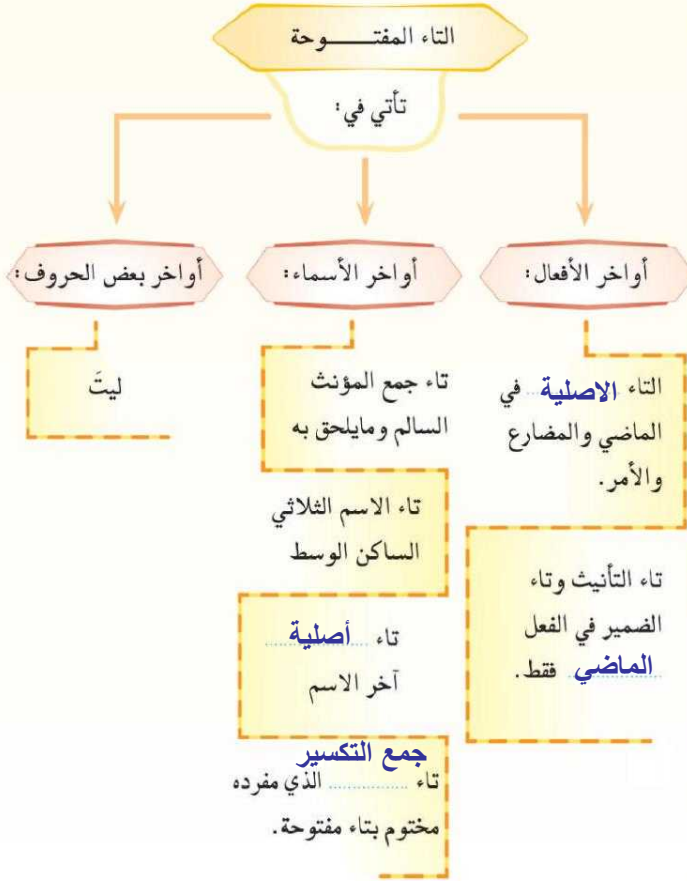 التاء المفتـــــوحة
تأتي في:
أواخر الأفعال:
التاء الاصلية في
الماضي والمضارع
والأمر.
تاء التأنيث وتاء
الضمير في الفعل
الماضي فقط.
أواخر الأسماء:
تاء جمع المؤنث
السالم ومايلحق به
تاء الاسم الثلاثي
الساكن الوسط
تاء أصلية
آخر الاسم
جمع التكسير
تاء ............ الذي مفرده
مختوم بتاء مفتوحة.
أواخر بعض الحروف:
ليتَ